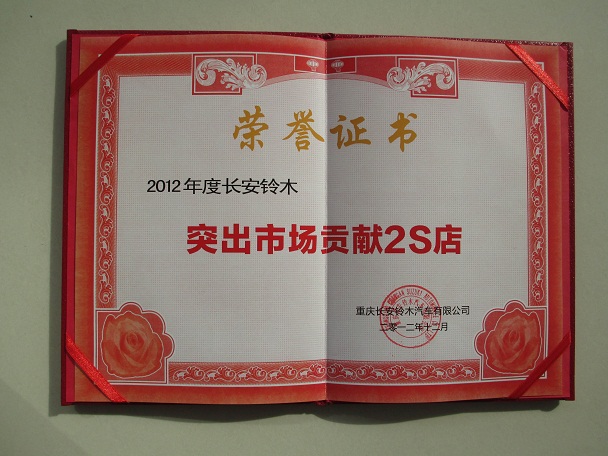 荣誉证书
2012年度长安铃木
突出市场贡献2S店
重庆长安铃木汽车有限公司
二零一二年十二月